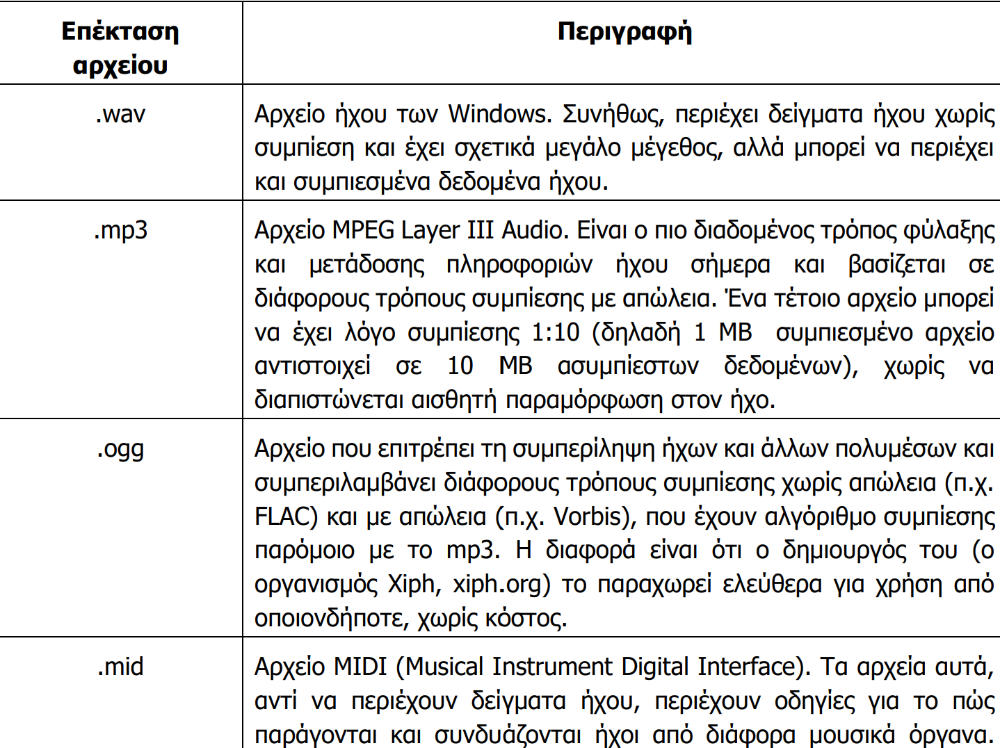 Επέκταση
αρχείου
Περιγραφή
.wav
Αρχείο ήχου των Windows. Συνήθως, περιέχει δείγματα ήχου χωρίς
συμπίεση και έχει σχετικά μεγάλο μέγεθος, αλλά μπορεί να περιέχει
και συμπιεσμένα δεδομένα ήχου.
.mp3
Αρχείο MPEG Layer III Audio. Είναι ο πιο διαδομένος τρόπος φύλαξης
και μετάδοσης πληροφοριών ήχου σήμερα και βασίζεται σε
διάφορους τρόπους συμπίεσης με απώλεια. Ένα τέτοιο αρχείο μπορεί
να έχει λόγο συμπίεσης 1:10 (δηλαδή 1 MB συμπιεσμένο αρχείο
αντιστοιχεί σε 10 MB ασυμπίεστων δεδομένων), χωρίς να
διαπιστώνεται αισθητή παραμόρφωση στον ήχο.
.ogg
Αρχείο που επιτρέπει τη συμπερίληψη ήχων και άλλων πολυμέσων και
συμπεριλαμβάνει διάφορους τρόπους συμπίεσης χωρίς απώλεια (π.χ.
FLAC) και με απώλεια (π.χ. Vorbis), που έχουν αλγόριθμο συμπίεσης
παρόμοιο με το mp3. Η διαφορά είναι ότι ο δημιουργός του (ο
οργανισμός Xiph, xiph.org) το παραχωρεί ελεύθερα για χρήση από
οποιονδήποτε, χωρίς κόστος.
.mid
Αρχείο MIDI (Musical Instrument Digital Interface). Τα αρχεία αυτά,
αντί να περιέχουν δείγματα ήχου, περιέχουν οδηγίες για το πώς
παράγονται και συνδυάζονται ήχοι από διάφορα μουσικά όργανα.